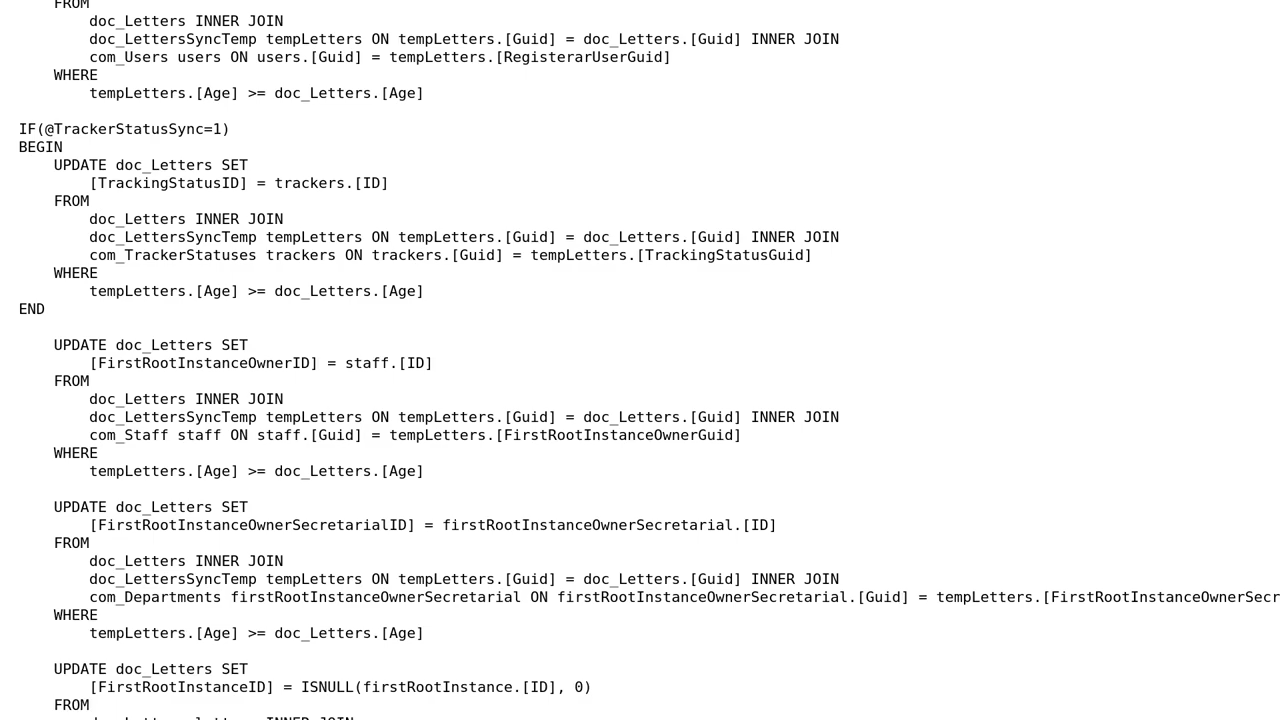 FROM
doc_Letters INNER JOIN
doc_LettersSyncTemp tempLetters ON tempLetters.[Guid] = doc_Letters.[Guid] INNER JOIN
com_Users users ON users.[Guid] = tempLetters.[RegisterarUserGuid]
WHERE
tempLetters.[Age] >= doc_Letters.[Age]
IF(@TrackerStatusSync=1)
BEGIN
UPDATE doc_Letters SET
[TrackingStatusID] = trackers.[ID]
FROM
doc_Letters INNER JOIN
doc_LettersSyncTemp tempLetters ON tempLetters.[Guid] = doc_Letters.[Guid] INNER JOIN
com_TrackerStatuses trackers ON trackers.[Guid] = tempLetters.[TrackingStatusGuid]
WHERE
tempLetters.[Age] >= doc_Letters.[Age]
END
UPDATE doc_Letters SET
[FirstRootInstanceOwnerID] = staff.[ID]
FROM
doc_Letters INNER JOIN
doc_LettersSyncTemp tempLetters ON tempLetters.[Guid] = doc_Letters.[Guid] INNER JOIN
com_Staff staff ON staff.[Guid] = tempLetters.[FirstRootInstanceOwnerGuid]
WHERE
tempLetters.[Age] >= doc_Letters.[Age]
UPDATE doc_Letters SET
[FirstRootInstanceOwnerSecretarialID] = firstRootInstanceOwnerSecretarial.[ID]
FROM
doc_Letters INNER JOIN
doc_LettersSyncTemp tempLetters ON tempLetters.[Guid] = doc_Letters.[Guid] INNER JOIN
com_Departments firstRootInstanceOwnerSecretarial ON firstRootInstanceOwnerSecretarial.[Guid] = tempLetters.[FirstRootInstanceOwnerSecr
WHERE
tempLetters.[Age] >= doc_Letters.[Age]
UPDATE doc_Letters SET
[FirstRootInstanceID] = ISNULL(firstRootInstance.[ID], 0)
FROM